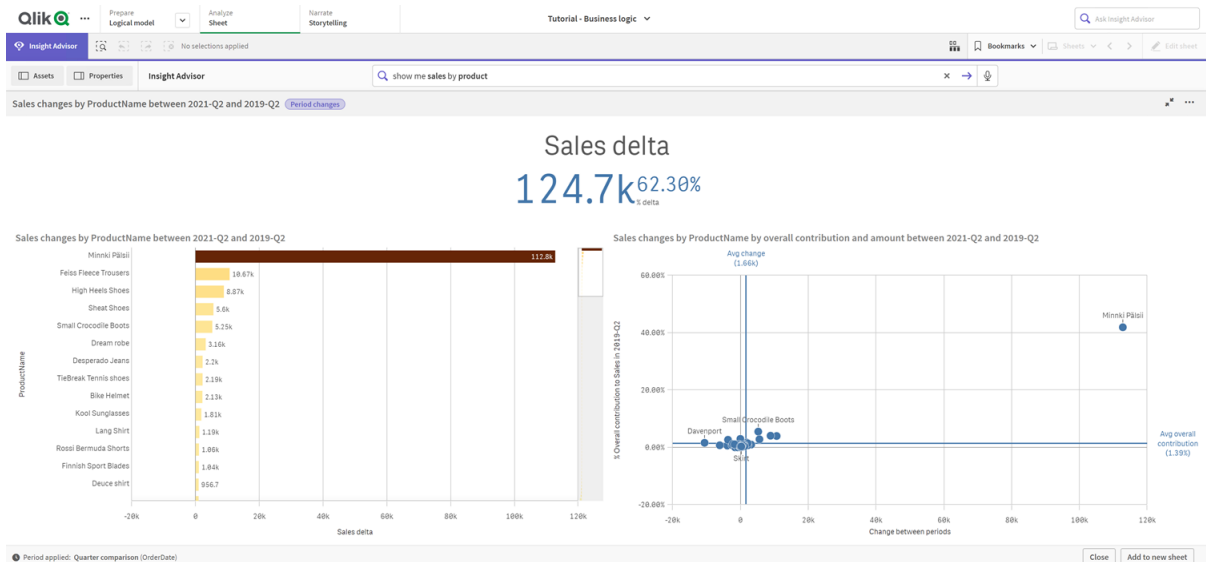 Qlik
Prepare
Logical model
Analyze
Sheet
Narrate
Storytelling
Tutorial - Business logic
Ask Insight Advisor
Insight Advisor
No selections applied
Bookmarks
Sheets
Edit sheet
Assets
Properties
Insight Advisor
show me sales by product
Sales changes by ProductName between 2021-Q2 and 2019-Q2
Period changes
Sales delta
124.7k
62.30%
% delta
Sales changes by ProductName between 2021-Q2 and 2019-Q2
ProductName
Minnki Pälsii
112.8k
Feiss Fleece Trousers
10.67k
High Heels Shoes
8.87k
Sheat Shoes
5.6k
Small Crocodile Boots
5.25k
Dream robe
3.16k
Desperado Jeans
2.2k
TieBreak Tennis shoes
2.19k
Bike Helmet
2.13k
Kool Sunglasses
1.81k
Lang Shirt
1.19k
Rossi Bermuda Shorts
1.06k
Finnish Sport Blades
1.04k
Deuce shirt
956.7
-20k 0 20k 40k 60k 80k 100k 120k
Sales delta
Sales changes by ProductName by overall contribution and amount between 2021-Q2 and 2019-Q2
Avg change
(1.66k)
% Overall contribution to Sales in 2019-Q2
60.00%
40.00%
20.00%
0.00%
-20.00%
Minnki Pälsii
Small Crocodile Boots
Davenport
Skirt
Avg overall
contribution
(1.39%)
-20k 0 20k 40k 60k 80k 100k 120k
Change between periods
Period applied: Quarter comparison (OrderDate)
Close
Add to new sheet